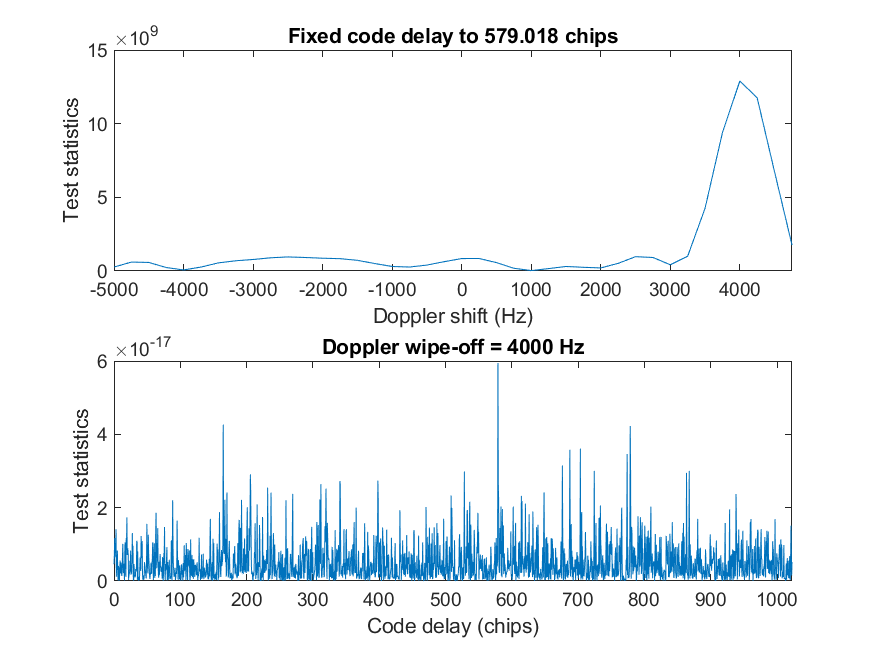 ×10^9
Fixed code delay to 579.018 chips
15
10
5
0
Test statistics
-5000 -4000 -3000 -2000 -1000 0 1000 2000 3000 4000
Doppler shift (Hz)
×10^-17
Doppler wipe-off = 4000 Hz
6
4
2
0
Test statistics
0 100 200 300 400 500 600 700 800 900 1000
Code delay (chips)